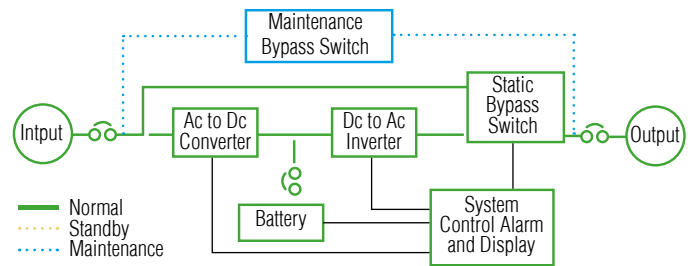 Maintenance
Bypass Switch
Static
Bypass
Switch
Intput
Ac to Dc
Converter
Dc to Ac
Inverter
Output
Battery
System
Control Alarm
and Display
Normal
Standby
Maintenance